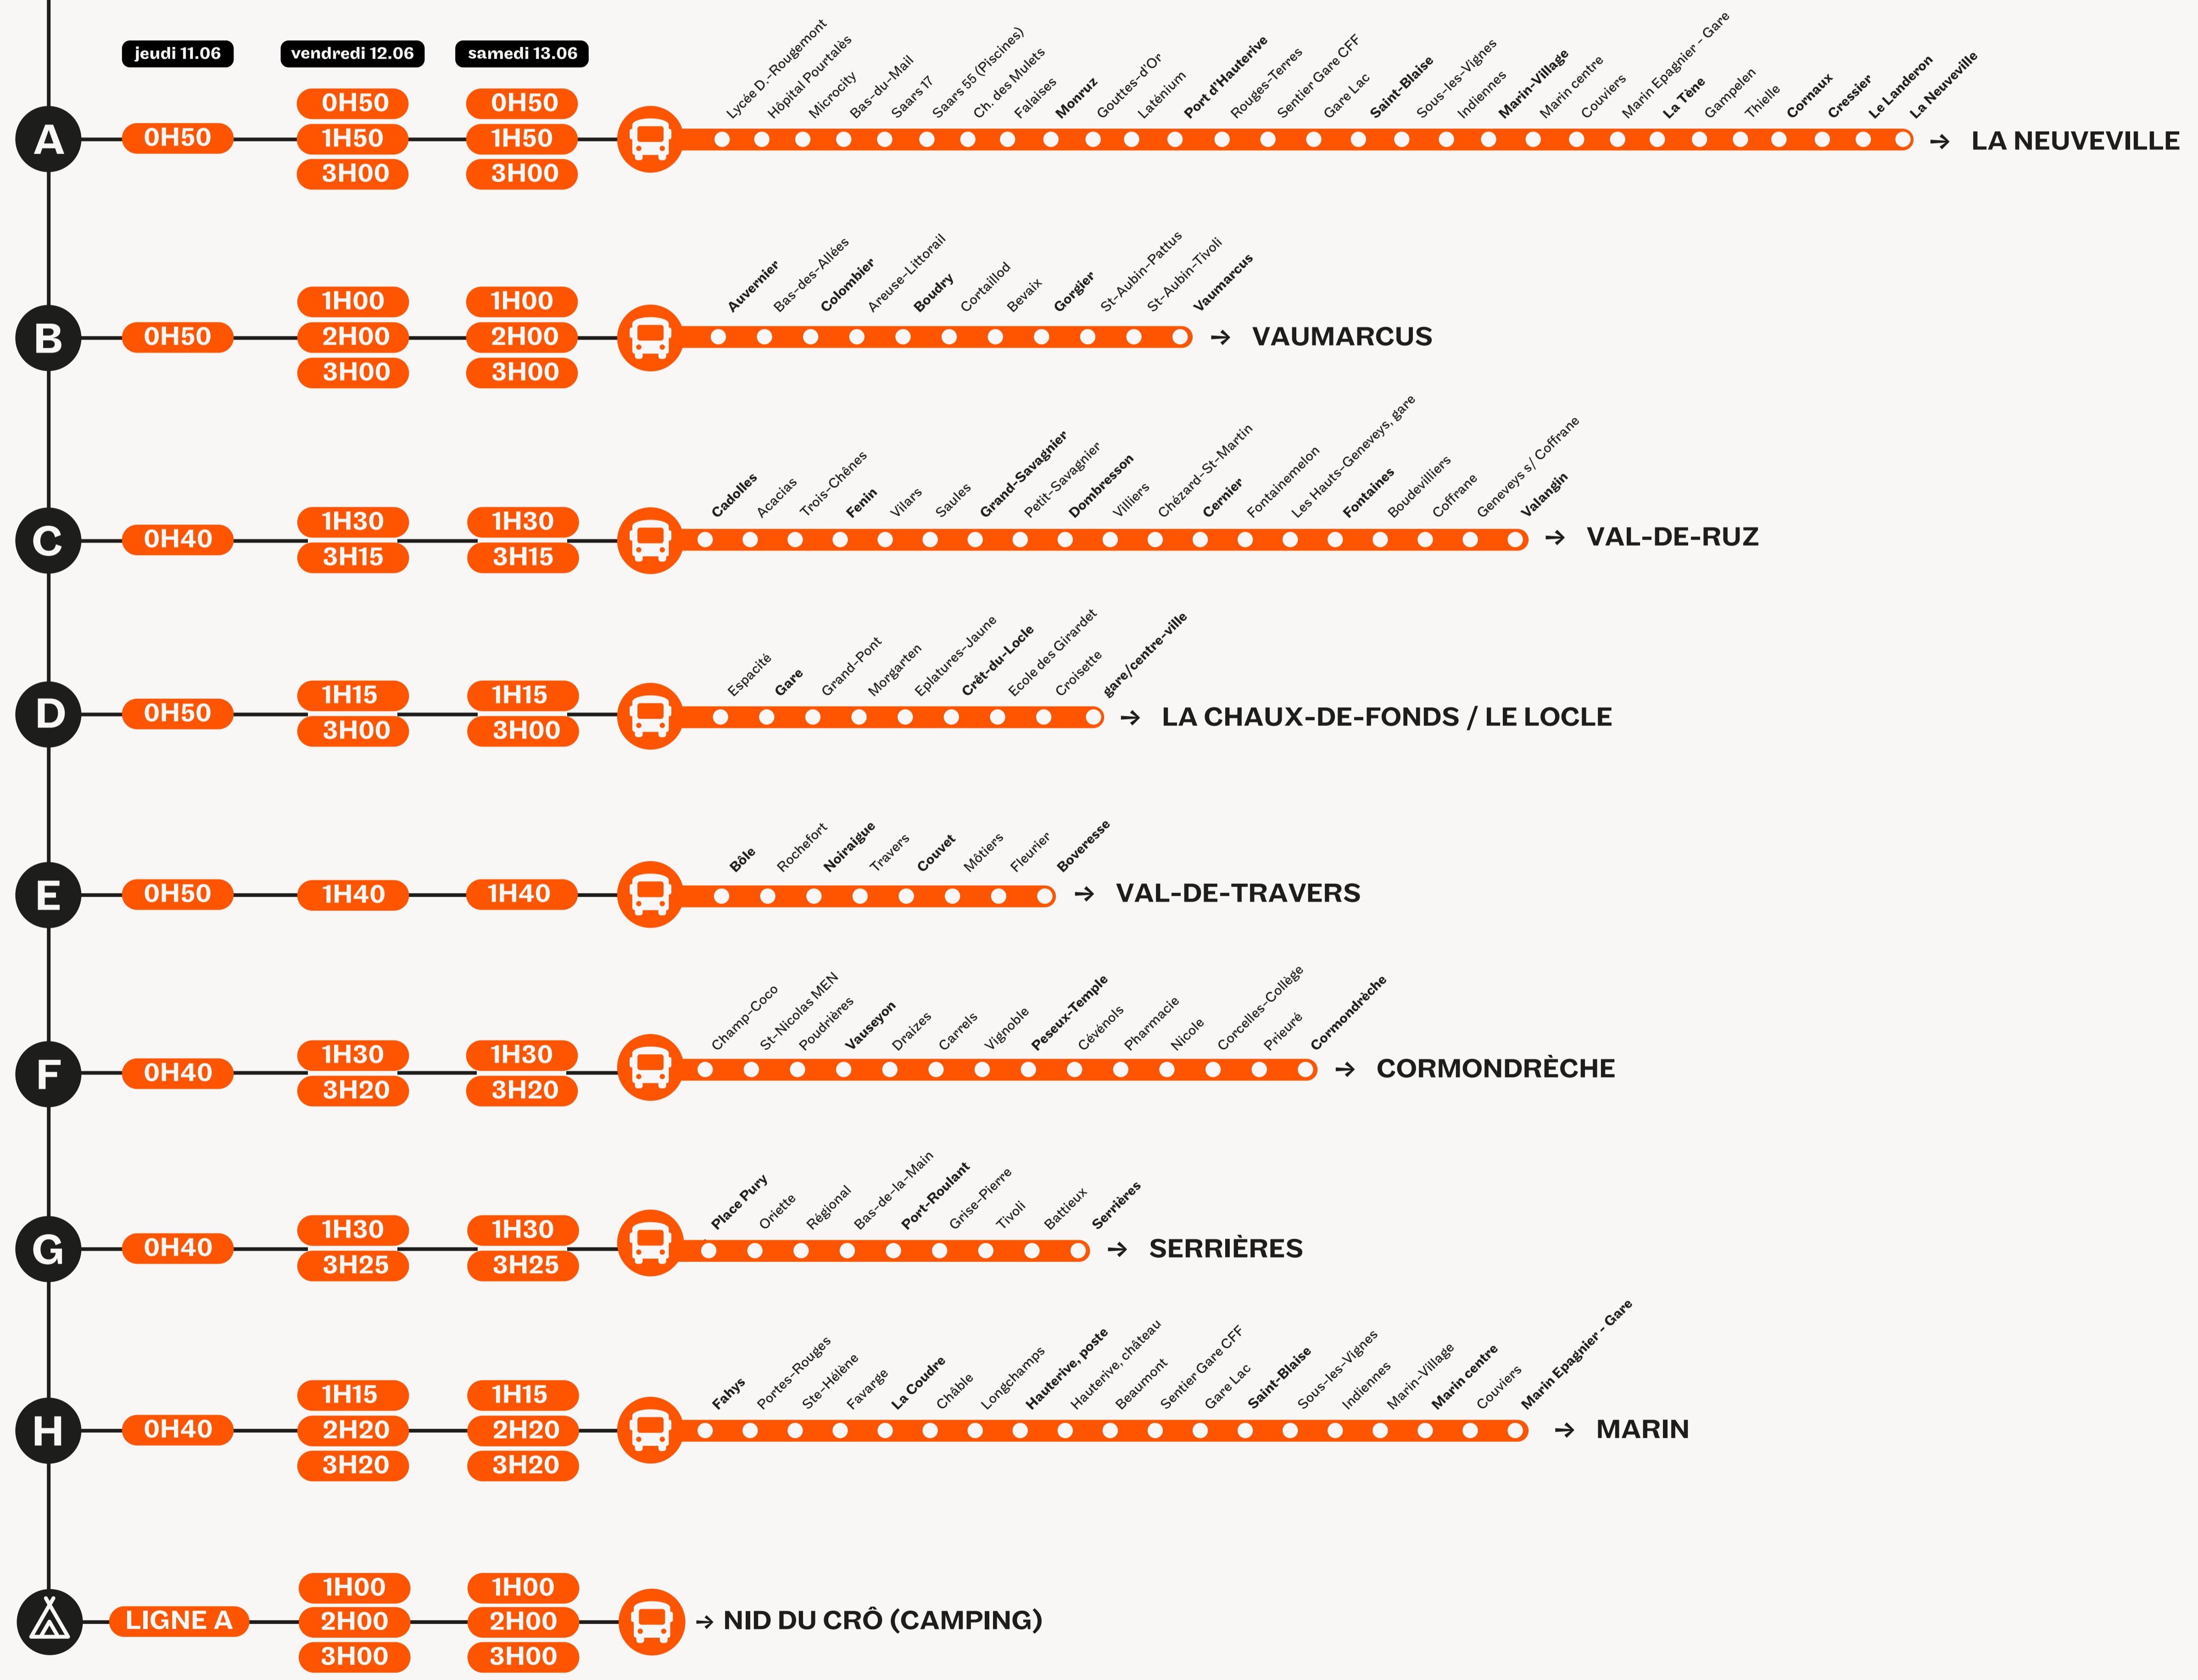 jeudi 11.06
vendredi 12.06
samedi 13.06
A
0H50
0H50
1H50
3H00
0H50
1H50
3H00
Lycée D.-Rougemont
Hôpital Pourtalès
Microcity
Bas-du-Mail
Saars 17
Saars 55 (Piscines)
Ch. des Mulets
Falaises
Monruz
Gouttes-d'Or
Laténium
Port d'Hauterive
Rouges-Terres
Sentier Gare CFF
Gare Lac
Saint-Blaise
Sous-les-Vignes
Indiennes
Marin-Village
Marin centre
Couviers
Marin Epagnier - Gare
La Tène
Gampelen
Thielle
Cornaux
Cressier
Le Landeron
La Neuveville
→ LA NEUVEVILLE
B
0H50
1H00
2H00
3H00
1H00
2H00
3H00
Auvernier
Bas-des-Allées
Colombier
Areuse-Littorail
Boudry
Cortaillod
Bevaix
Gorgier
St-Aubin-Pattus
St-Aubin-Tivoli
Vaumarcus
→ VAUMARCUS
C
0H40
1H30
3H15
1H30
3H15
Cadolles
Acacias
Trois-Chênes
Fenin
Vilars
Saules
Grand-Savagnier
Petit-Savagnier
Dombresson
Villiers
Chézard-St-Martin
Cernier
Fontainemelon
Les Hauts-Geneveys, gare
Fontaines
Boudevilliers
Coffrane
Geneveys s/ Coffrane
Valangin
→ VAL-DE-RUZ
D
0H50
1H15
3H00
1H15
3H00
Espacité
Gare
Grand-Pont
Morgarten
Eplatures-Jaune
Crêt-du-Locle
Ecole des Girardet
Croisette
gare/centre-ville
→ LA CHAUX-DE-FONDS / LE LOCLE
E
0H50
1H40
1H40
Bôle
Rochefort
Noiraigue
Travers
Couvet
Môtiers
Fleurier
Boveresse
→ VAL-DE-TRAVERS
F
0H40
1H30
3H20
1H30
3H20
Champ-Coco
St-Nicolas MEN
Poudrières
Vauseyon
Draizes
Carrels
Vignoble
Peseux-Temple
Cévénols
Pharmacie
Nicole
Corcelles-Collège
Prieuré
Cormondrèche
→ CORMONDRÈCHE
G
0H40
1H30
3H25
1H30
3H25
Place Pury
Oriette
Régional
Bas-de-la-Main
Port-Roulant
Grise-Pierre
Tivoli
Battieux
Serrières
→ SERRIÈRES
H
0H40
1H15
2H20
3H20
1H15
2H20
3H20
Fahys
Portes-Rouges
Ste-Hélène
Favarge
La Coudre
Châble
Longchamps
Hauterive, poste
Hauterive, château
Beaumont
Sentier Gare CFF
Gare Lac
Saint-Blaise
Sous-les-Vignes
Indiennes
Marin-Village
Marin centre
Couviers
Marin Epagnier - Gare
→ MARIN
LIGNE A
1H00
2H00
3H00
1H00
2H00
3H00
→ NID DU CRÔ (CAMPING)